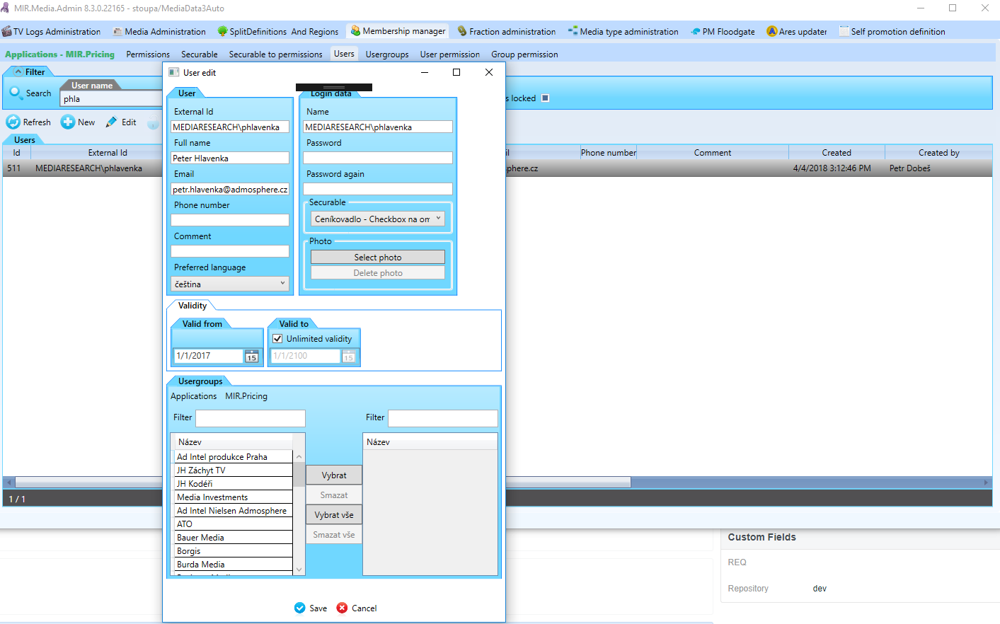 MIR.Media.Admin 8.3.0.22165 - stoupa/MediaData3Auto
TV Logs Administration Media Administration SplitDefinitions And Regions Membership manager Fraction administration Media type administration PM Floodgate Ares updater Self promotion definition
Applications - MIR.Pricing Permissions Securable Securable to permissions Users Usergroups User permission Group permission
Filter
Search
User name
phla
s locked
Refresh New Edit
Users
Id External Id il Phone number Comment Created Created by
511 MEDIARESEARCH\phlavenka phere.cz 4/4/2018 3:12:46 PM Petr Dobeš
1 / 1
User edit
User
External Id
MEDIARESEARCH\phlavenka
Full name
Peter Hlavenka
Email
petr.hlavenka@admosphere.cz
Phone number
Comment
Preferred language
čeština
Login data
Name
MEDIARESEARCH\phlavenka
Password
Password again
Securable
Ceníkovadlo - Checkbox na om
Photo
Select photo
Delete photo
Validity
Valid from
1/1/2017
15
Valid to
Unlimited validity
1/1/2100
15
Usergroups
Applications MIR.Pricing
Filter
Název
Ad Intel produkce Praha
JH Záchyt TV
JH Kodéři
Media Investments
Ad Intel Nielsen Admosphere
ATO
Bauer Media
Borgis
Burda Media
Vybrat
Smazat
Vybrat vše
Smazat vše
Filter
Název
Save Cancel
Custom Fields
REQ
Repository dev